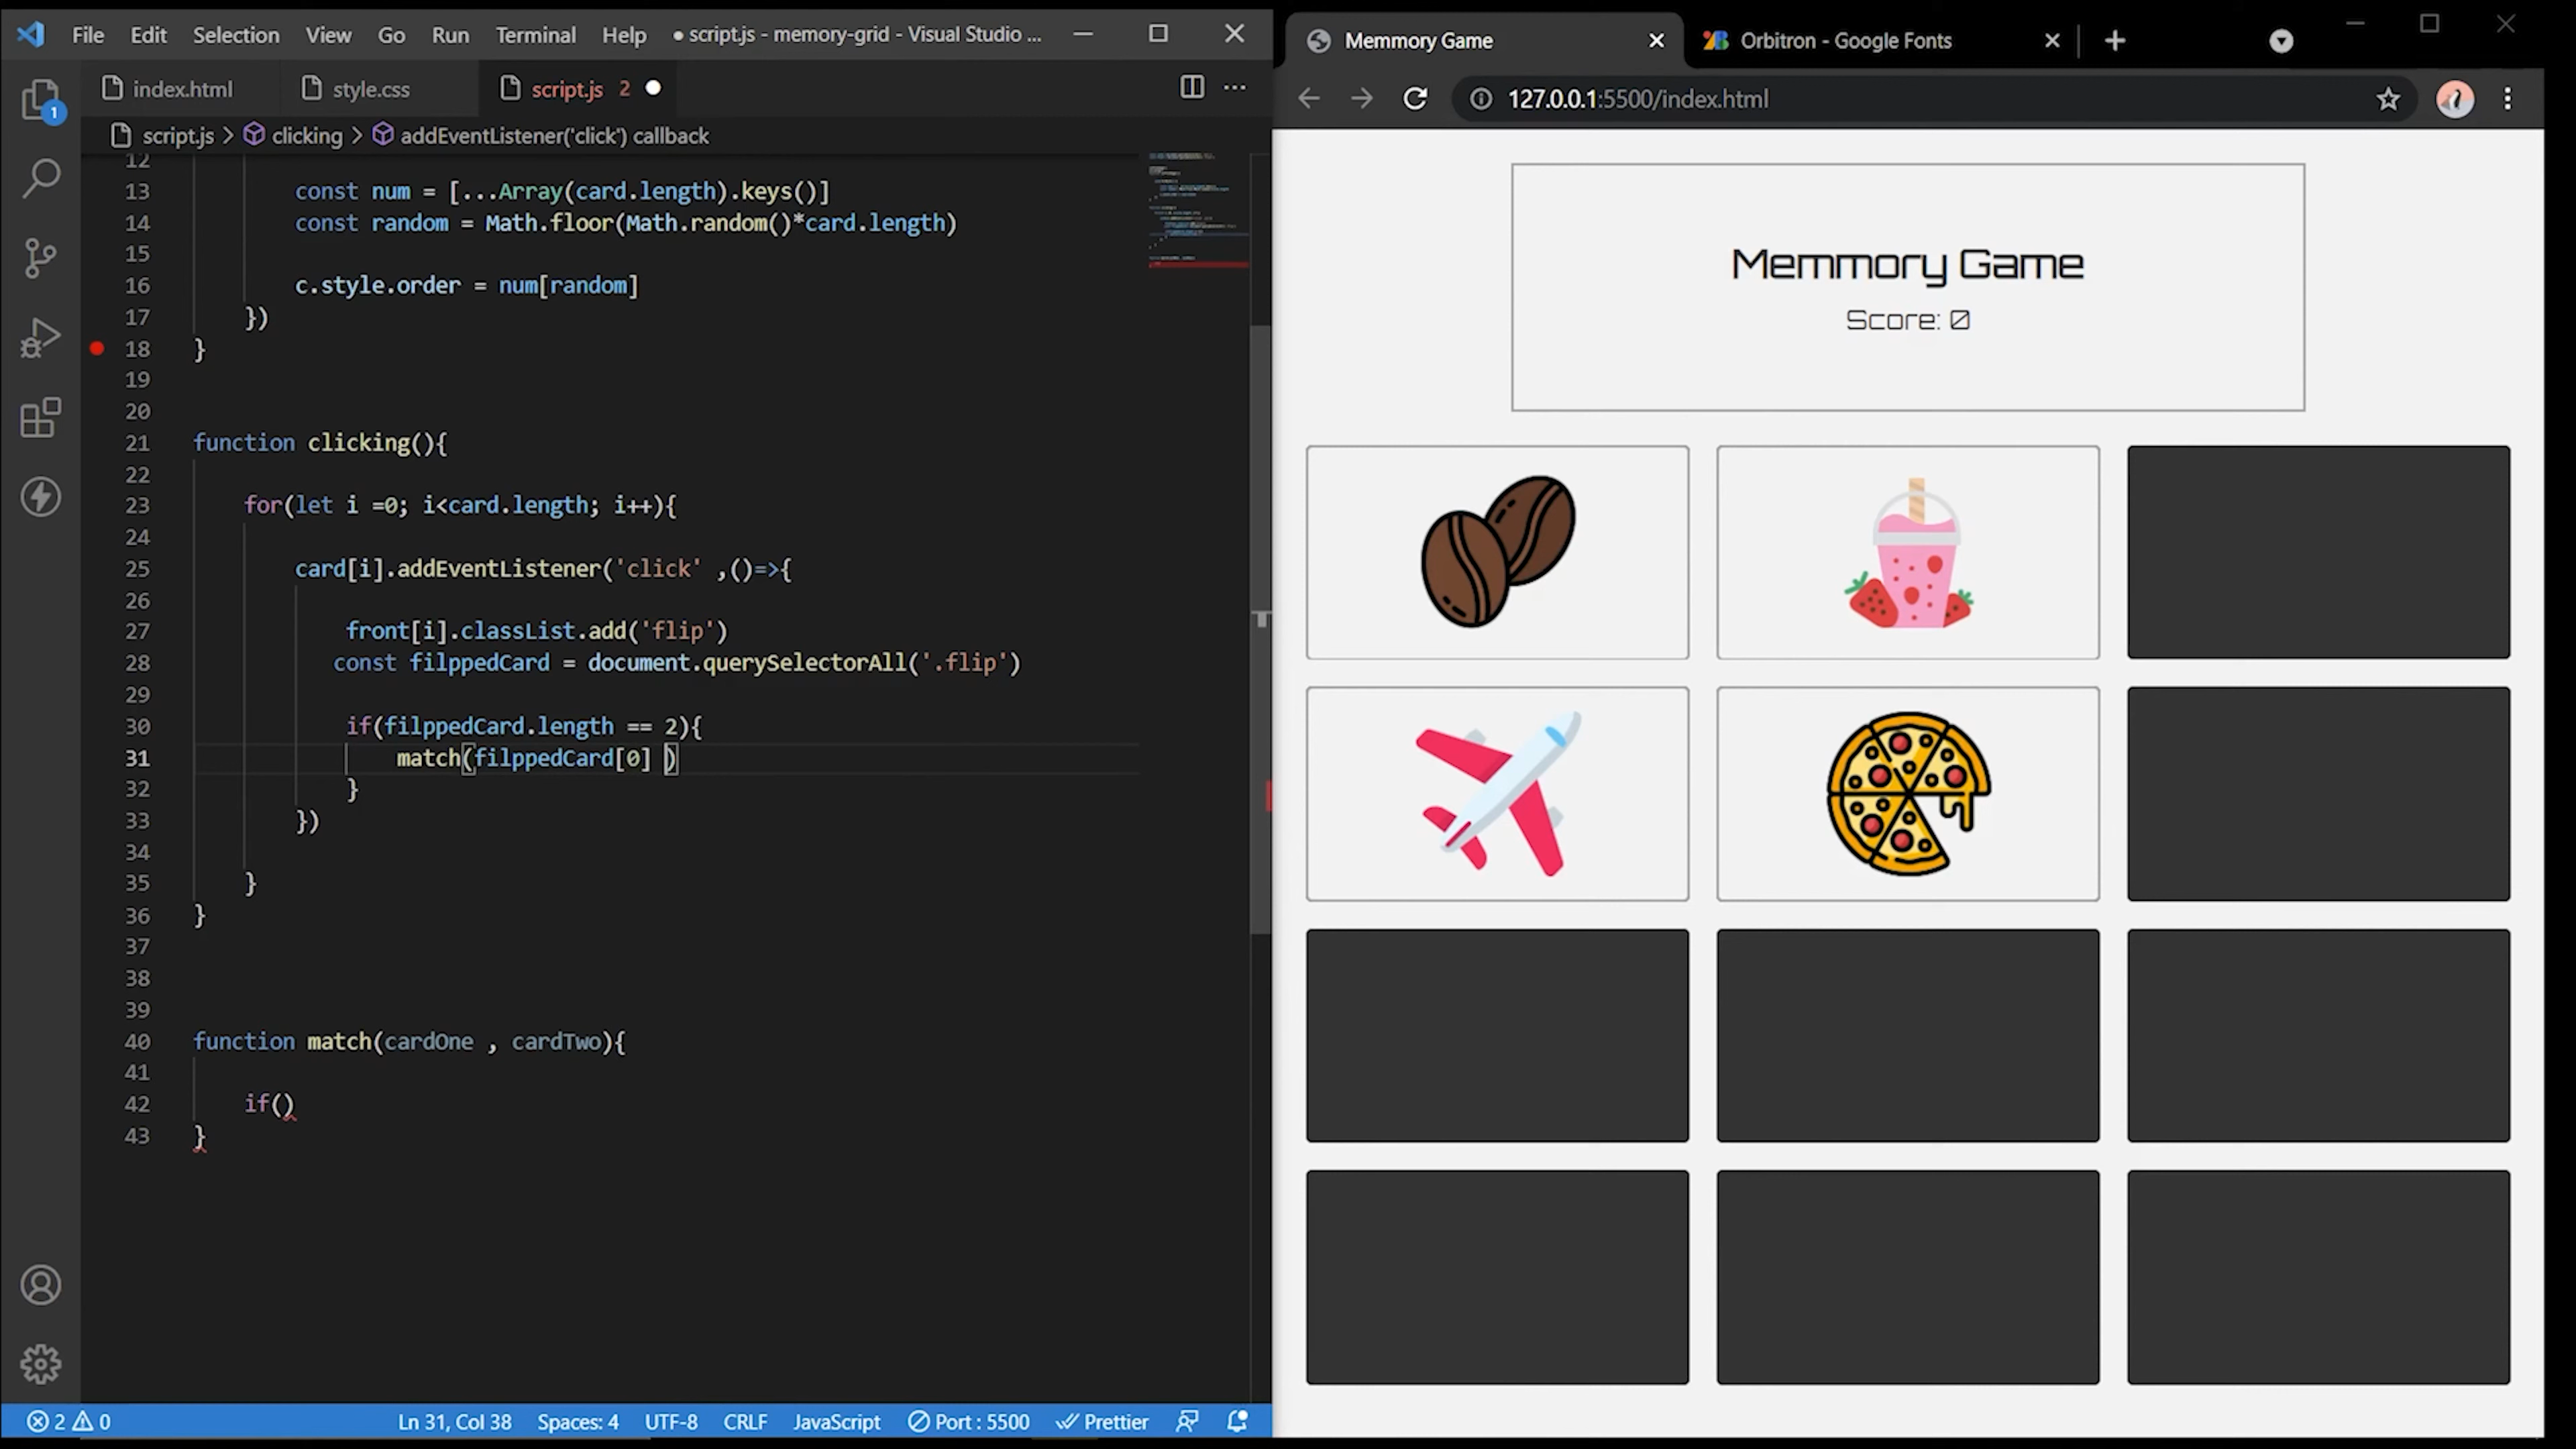 File Edit Selection View Go Run Terminal Help ● script.js - memory-grid - Visual Studio ...
index.html style.css script.js 2
script.js > clicking > addEventListener('click') callback
12
13 const num = [...Array(card.length).keys()]
14 const random = Math.floor(Math.random()*card.length)
15
16 c.style.order = num[random]
17 })
18 }
19
20
21 function clicking(){
22
23 for(let i =0; i<card.length; i++){
24
25 card[i].addEventListener('click' ,()=>{
26
27 front[i].classList.add('flip')
28 const filppedCard = document.querySelectorAll('.flip')
29
30 if(filppedCard.length == 2){
31 match(filppedCard[0] )
32 }
33 })
34
35 }
36 }
37
38
39
40 function match(cardOne , cardTwo){
41
42 if()
43 }
1
2 0 Ln 31, Col 38 Spaces: 4 UTF-8 CRLF JavaScript Port : 5500 Prettier
Memmory Game Orbitron - Google Fonts
127.0.0.1:5500/index.html
Memmory Game
Score: 0